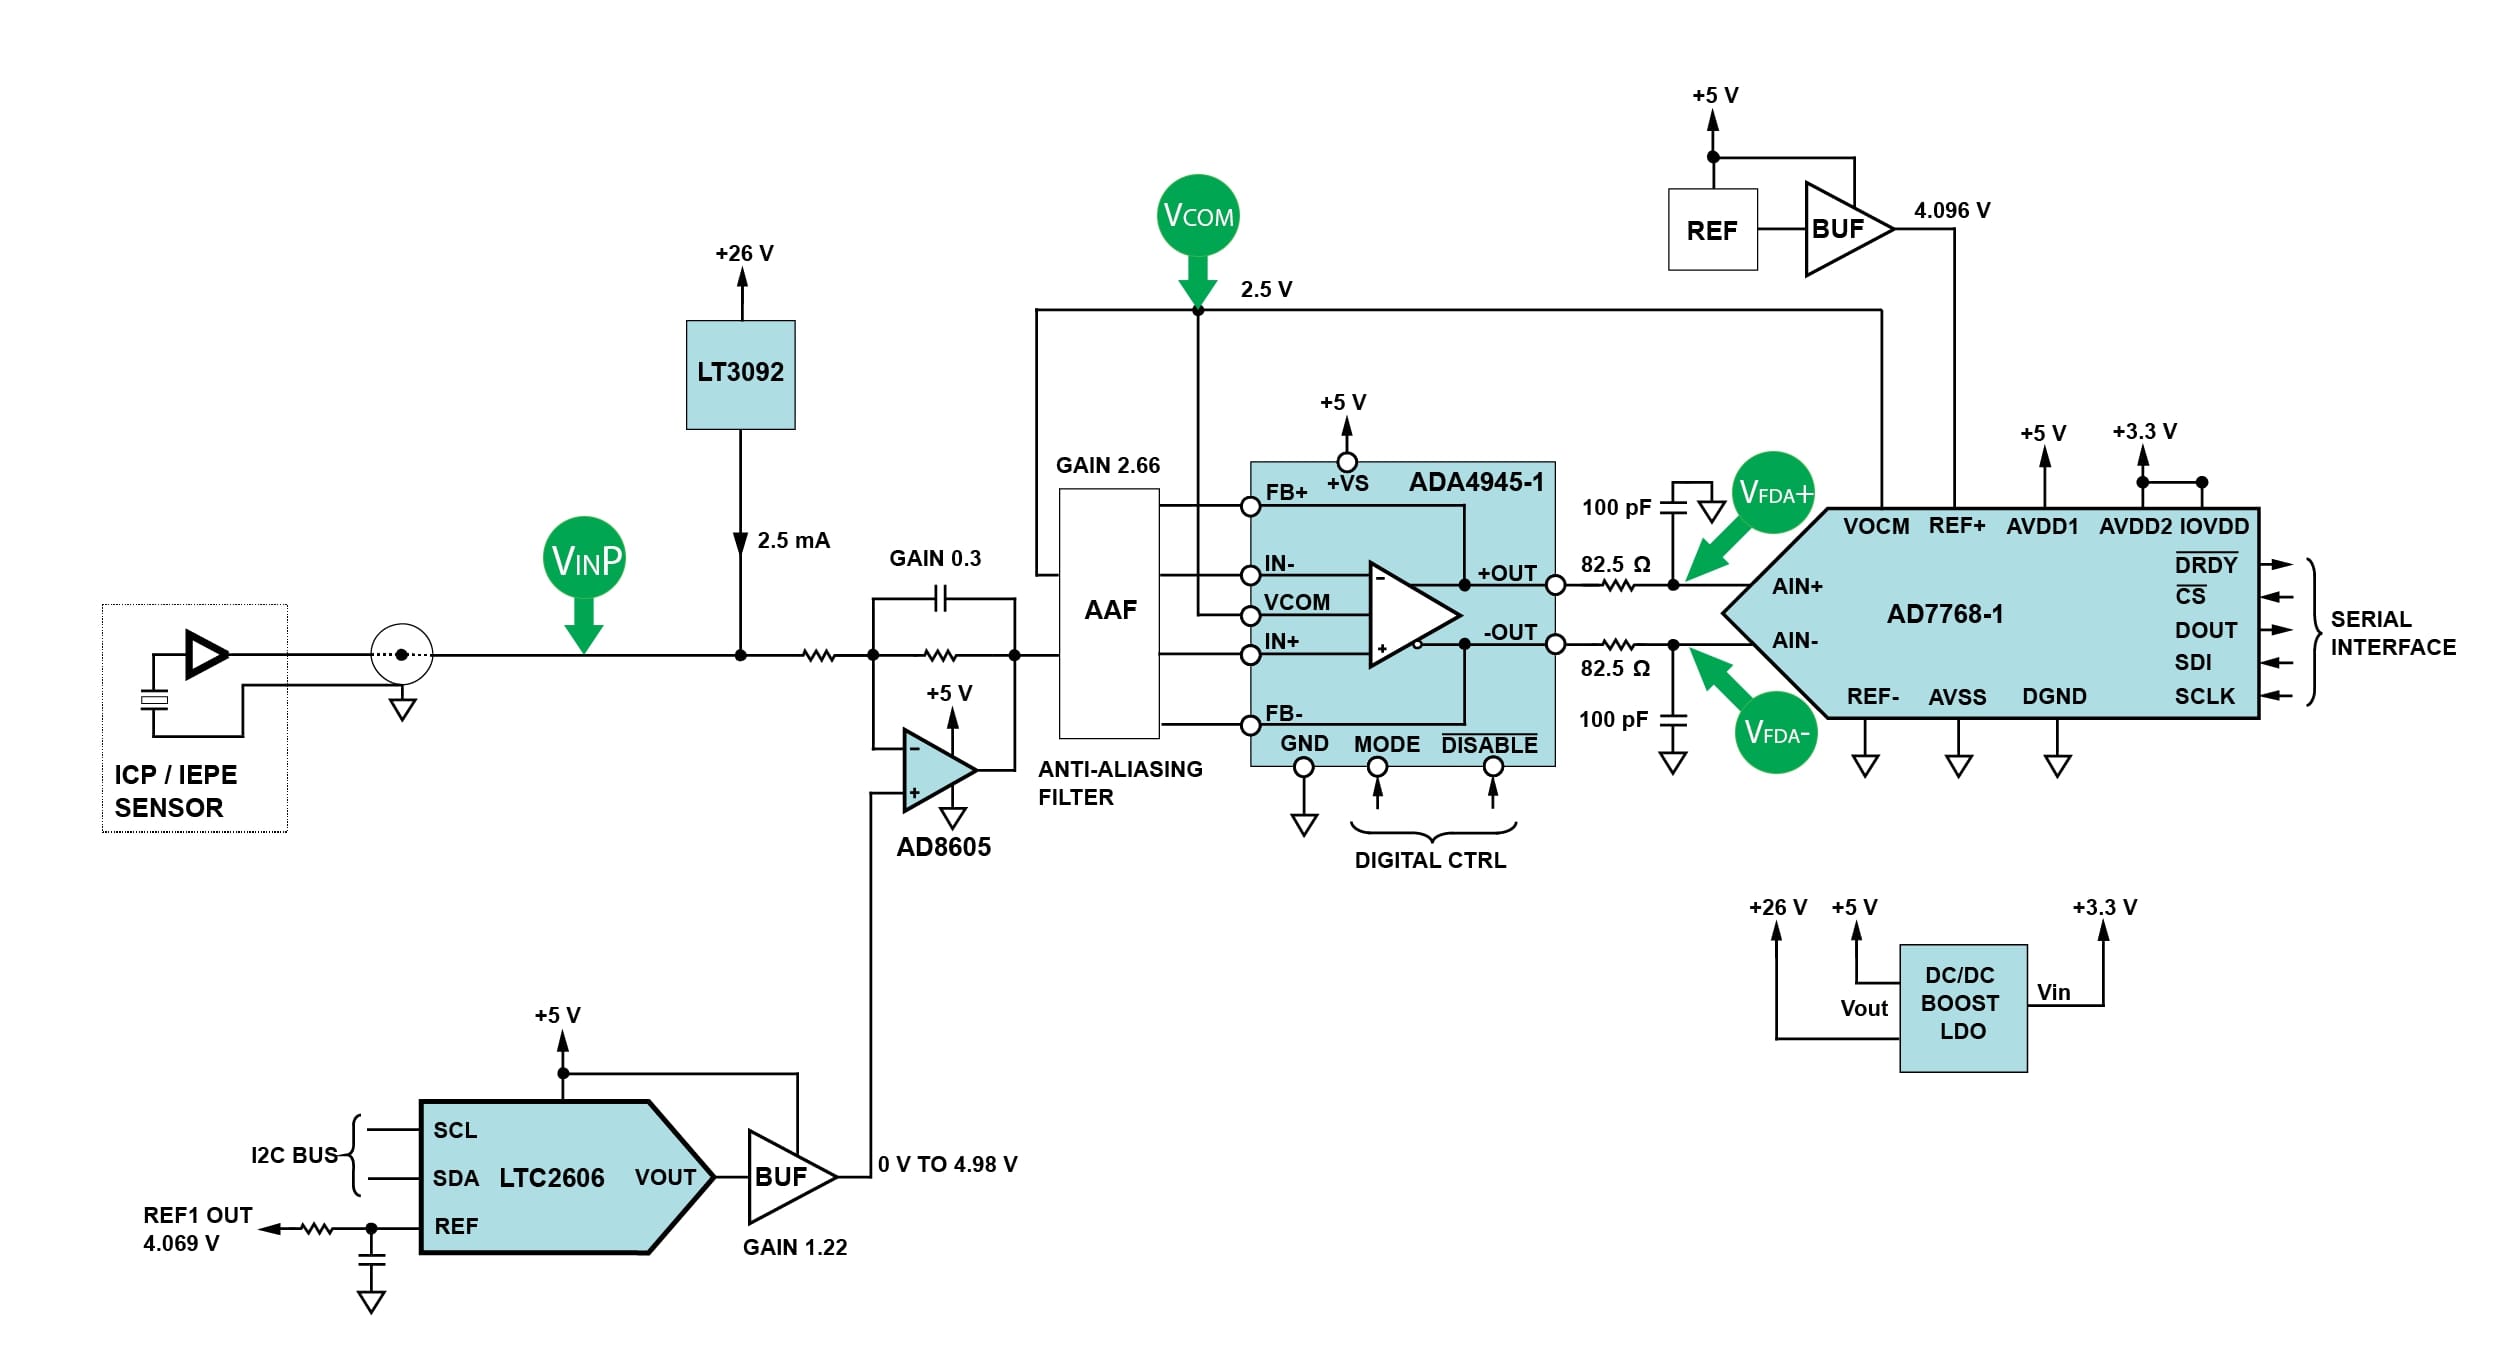 +5 V
REF
BUF
4.096 V
VCOM
2.5 V
+26 V
LT3092
2.5 mA
VINP
GAIN 0.3
ICP / IEPE
SENSOR
+5 V
AD8605
GAIN 2.66
AAF
ANTI-ALIASING
FILTER
+5 V
+VS
ADA4945-1
FB+
IN-
VCOM
IN+
FB-
+OUT
-OUT
GND
MODE
DISABLE
DIGITAL CTRL
100 pF
82.5 Ω
82.5 Ω
100 pF
VFDA+
VFDA-
+5 V
+3.3 V
VOCM
REF+
AVDD1
AVDD2
IOVDD
DRDY
CS
DOUT
SDI
SCLK
AIN+
AIN-
AD7768-1
REF-
AVSS
DGND
SERIAL
INTERFACE
+26 V
+5 V
+3.3 V
DC/DC
BOOST
LDO
Vout
Vin
+5 V
I2C BUS
SCL
SDA
REF
LTC2606
VOUT
BUF
0 V TO 4.98 V
GAIN 1.22
REF1 OUT
4.069 V